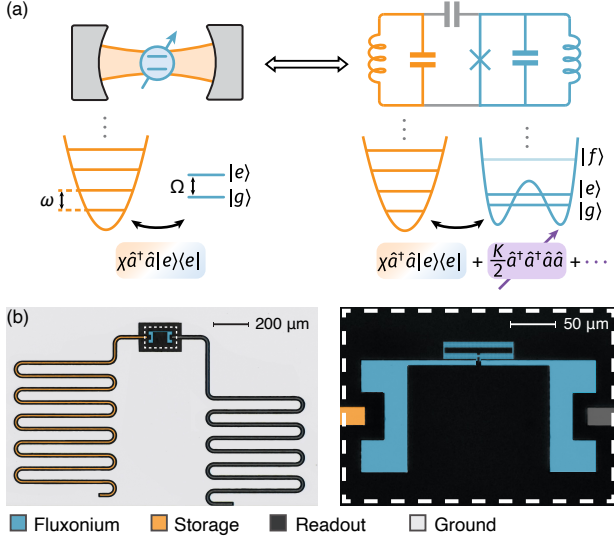 (a)
ω
Ω
|e⟩
|g⟩
|f⟩
|e⟩
|g⟩
χâ†â|e⟩⟨e|
χâ†â|e⟩⟨e| + K/2 â†â†ââ + ···
(b)
200 μm
50 μm
Fluxonium
Storage
Readout
Ground